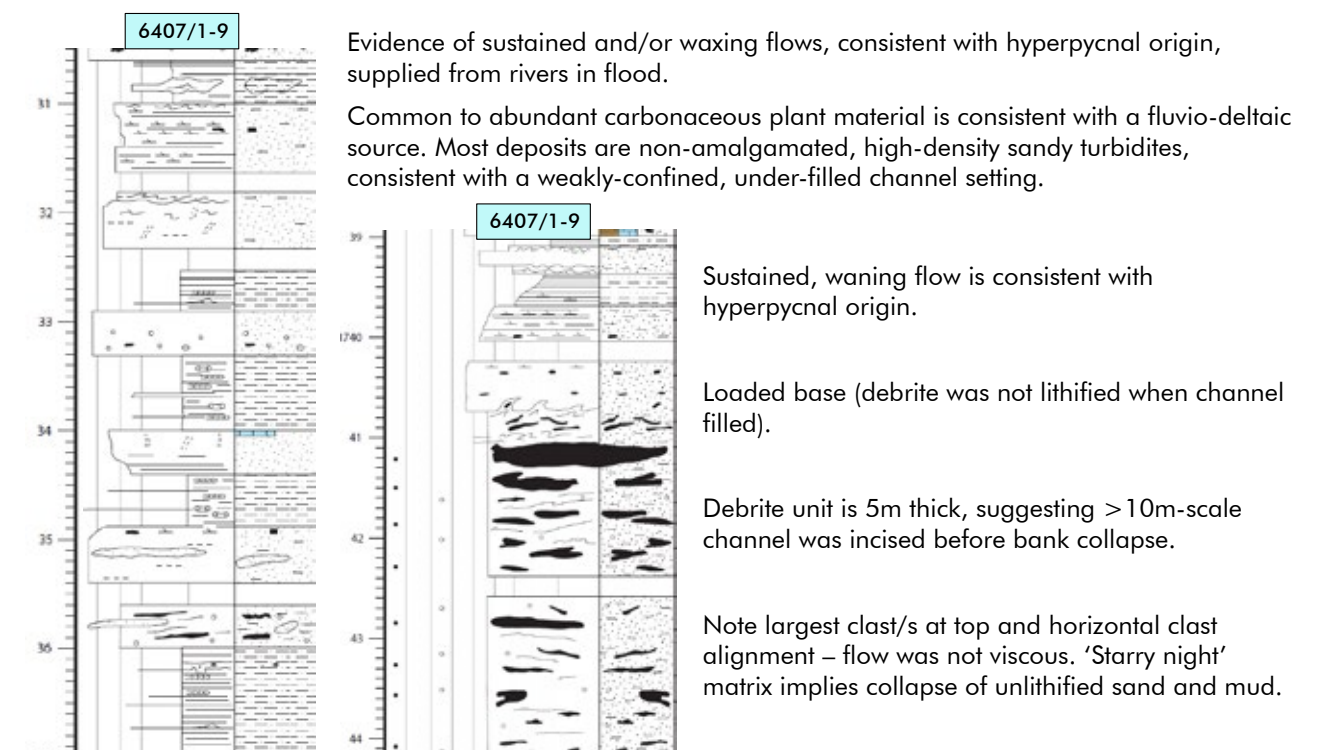 6407/1-9
Evidence of sustained and/or waxing flows, consistent with hyperpycnal origin,
supplied from rivers in flood.
Common to abundant carbonaceous plant material is consistent with a fluvio-deltaic
source. Most deposits are non-amalgamated, high-density sandy turbidites,
consistent with a weakly-confined, under-filled channel setting.
31
32
33
34
35
36
6407/1-9
39
1740
41
42
43
44
Sustained, waning flow is consistent with
hyperpycnal origin.
Loaded base (debrite was not lithified when channel
filled).
Debrite unit is 5m thick, suggesting >10m-scale
channel was incised before bank collapse.
Note largest clast/s at top and horizontal clast
alignment – flow was not viscous. ‘Starry night’
matrix implies collapse of unlithified sand and mud.